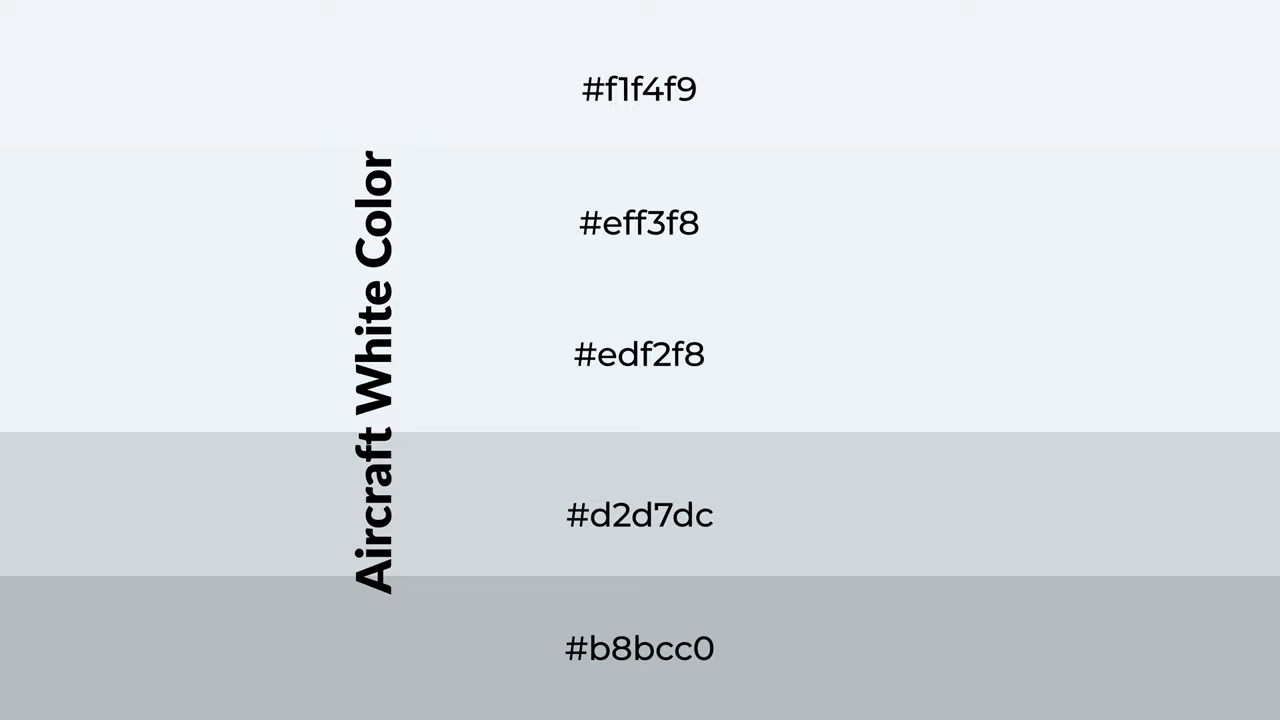 Aircraft White Color
#f1f4f9
#eff3f8
#edf2f8
#d2d7dc
#b8bcc0